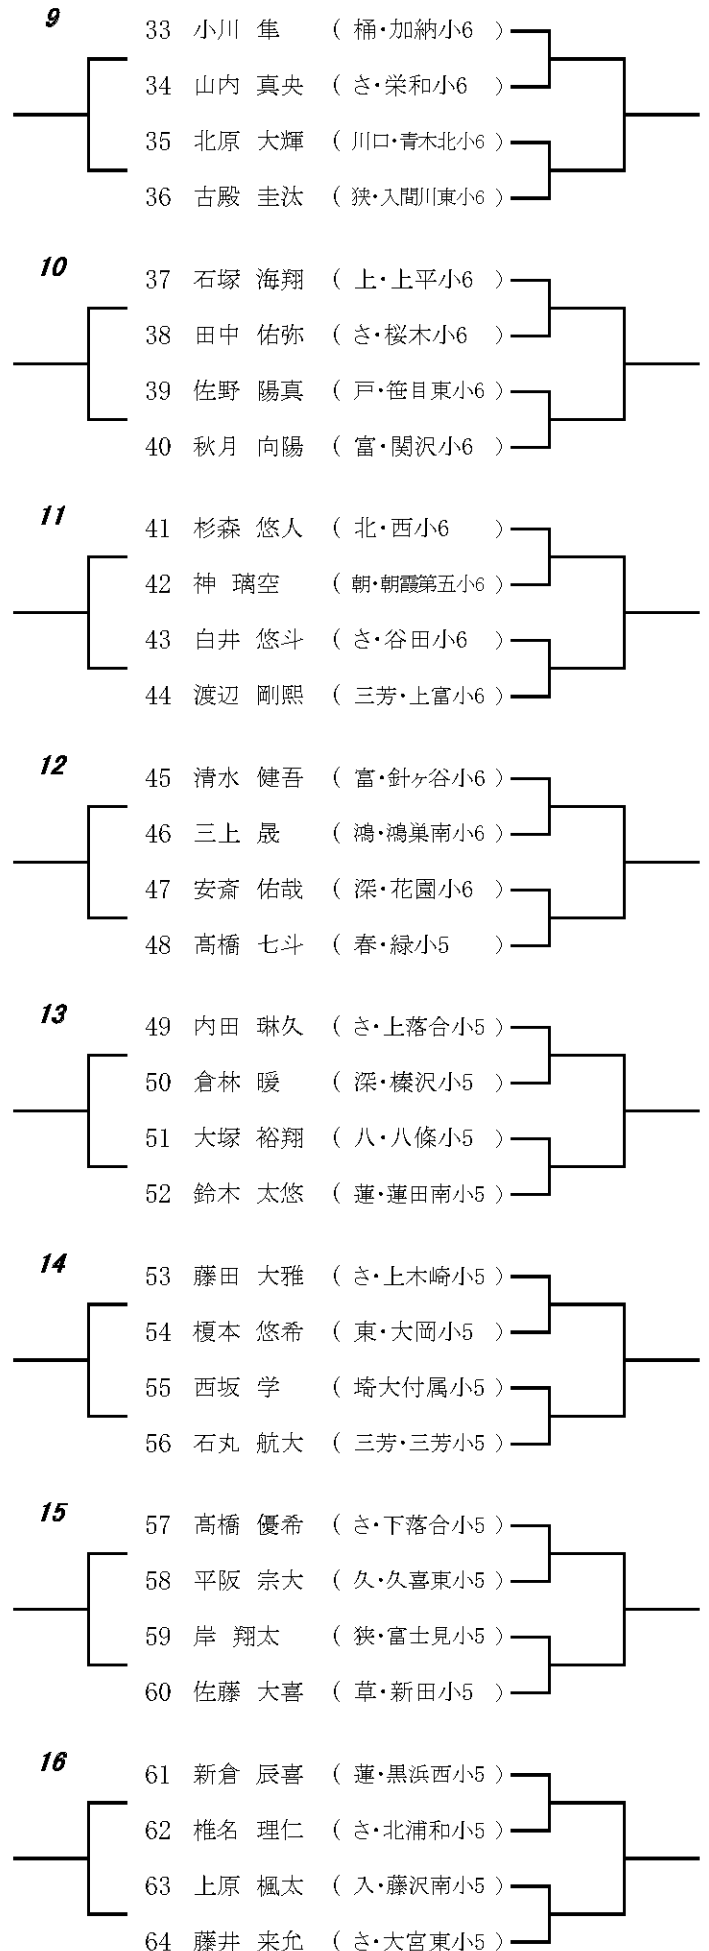 9
33 小川 隼 ( 桶・加納小6 )
34 山内 真央 ( さ・栄和小6 )
35 北原 大輝 ( 川口・青木北小6 )
36 古殿 圭汰 ( 狭・入間川東小6 )
10
37 石塚 海翔 ( 上・上平小6 )
38 田中 佑弥 ( さ・桜木小6 )
39 佐野 陽真 ( 戸・笹目東小6 )
40 秋月 向陽 ( 富・関沢小6 )
11
41 杉森 悠人 ( 北・西小6 )
42 神 璃空 ( 朝・朝霞第五小6 )
43 白井 悠斗 ( さ・谷田小6 )
44 渡辺 剛熙 ( 三芳・上富小6 )
12
45 清水 健吾 ( 富・針ヶ谷小6 )
46 三上 晟 ( 鴻・鴻巣南小6 )
47 安斎 佑哉 ( 深・花園小6 )
48 高橋 七斗 ( 春・緑小5 )
13
49 内田 琳久 ( さ・上落合小5 )
50 倉林 暖 ( 深・榛沢小5 )
51 大塚 裕翔 ( 八・八條小5 )
52 鈴木 太悠 ( 蓮・蓮田南小5 )
14
53 藤田 大雅 ( さ・上木崎小5 )
54 榎本 悠希 ( 東・大岡小5 )
55 西坂 学 ( 埼大付属小5 )
56 石丸 航大 ( 三芳・三芳小5 )
15
57 高橋 優希 ( さ・下落合小5 )
58 平阪 宗大 ( 久・久喜東小5 )
59 岸 翔太 ( 狭・富士見小5 )
60 佐藤 大喜 ( 草・新田小5 )
16
61 新倉 辰喜 ( 蓮・黒浜西小5 )
62 椎名 理仁 ( さ・北浦和小5 )
63 上原 楓太 ( 入・藤沢南小5 )
64 藤井 来允 ( さ・大宮東小5 )